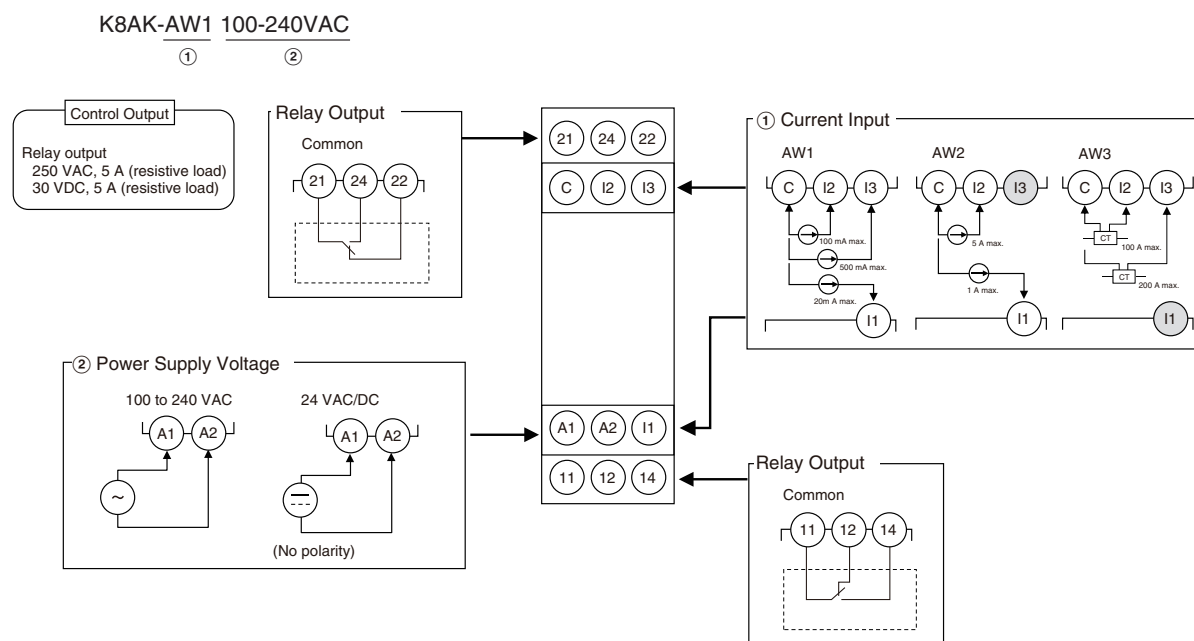 K8AK-AW1 100-240VAC
① ②
Control Output
Relay output
250 VAC, 5 A (resistive load)
30 VDC, 5 A (resistive load)
Relay Output
Common
21 24 22
21 24 22
C I2 I3
① Current Input
AW1
C I2 I3
100 mA max.
500 mA max.
20m A max.
I1
AW2
C I2 I3
5 A max.
1 A max.
I1
AW3
C I2 I3
CT
100 A max.
CT
200 A max.
I1
② Power Supply Voltage
100 to 240 VAC
A1 A2
~
24 VAC/DC
A1 A2
(No polarity)
A1 A2 I1
11 12 14
Relay Output
Common
11 12 14